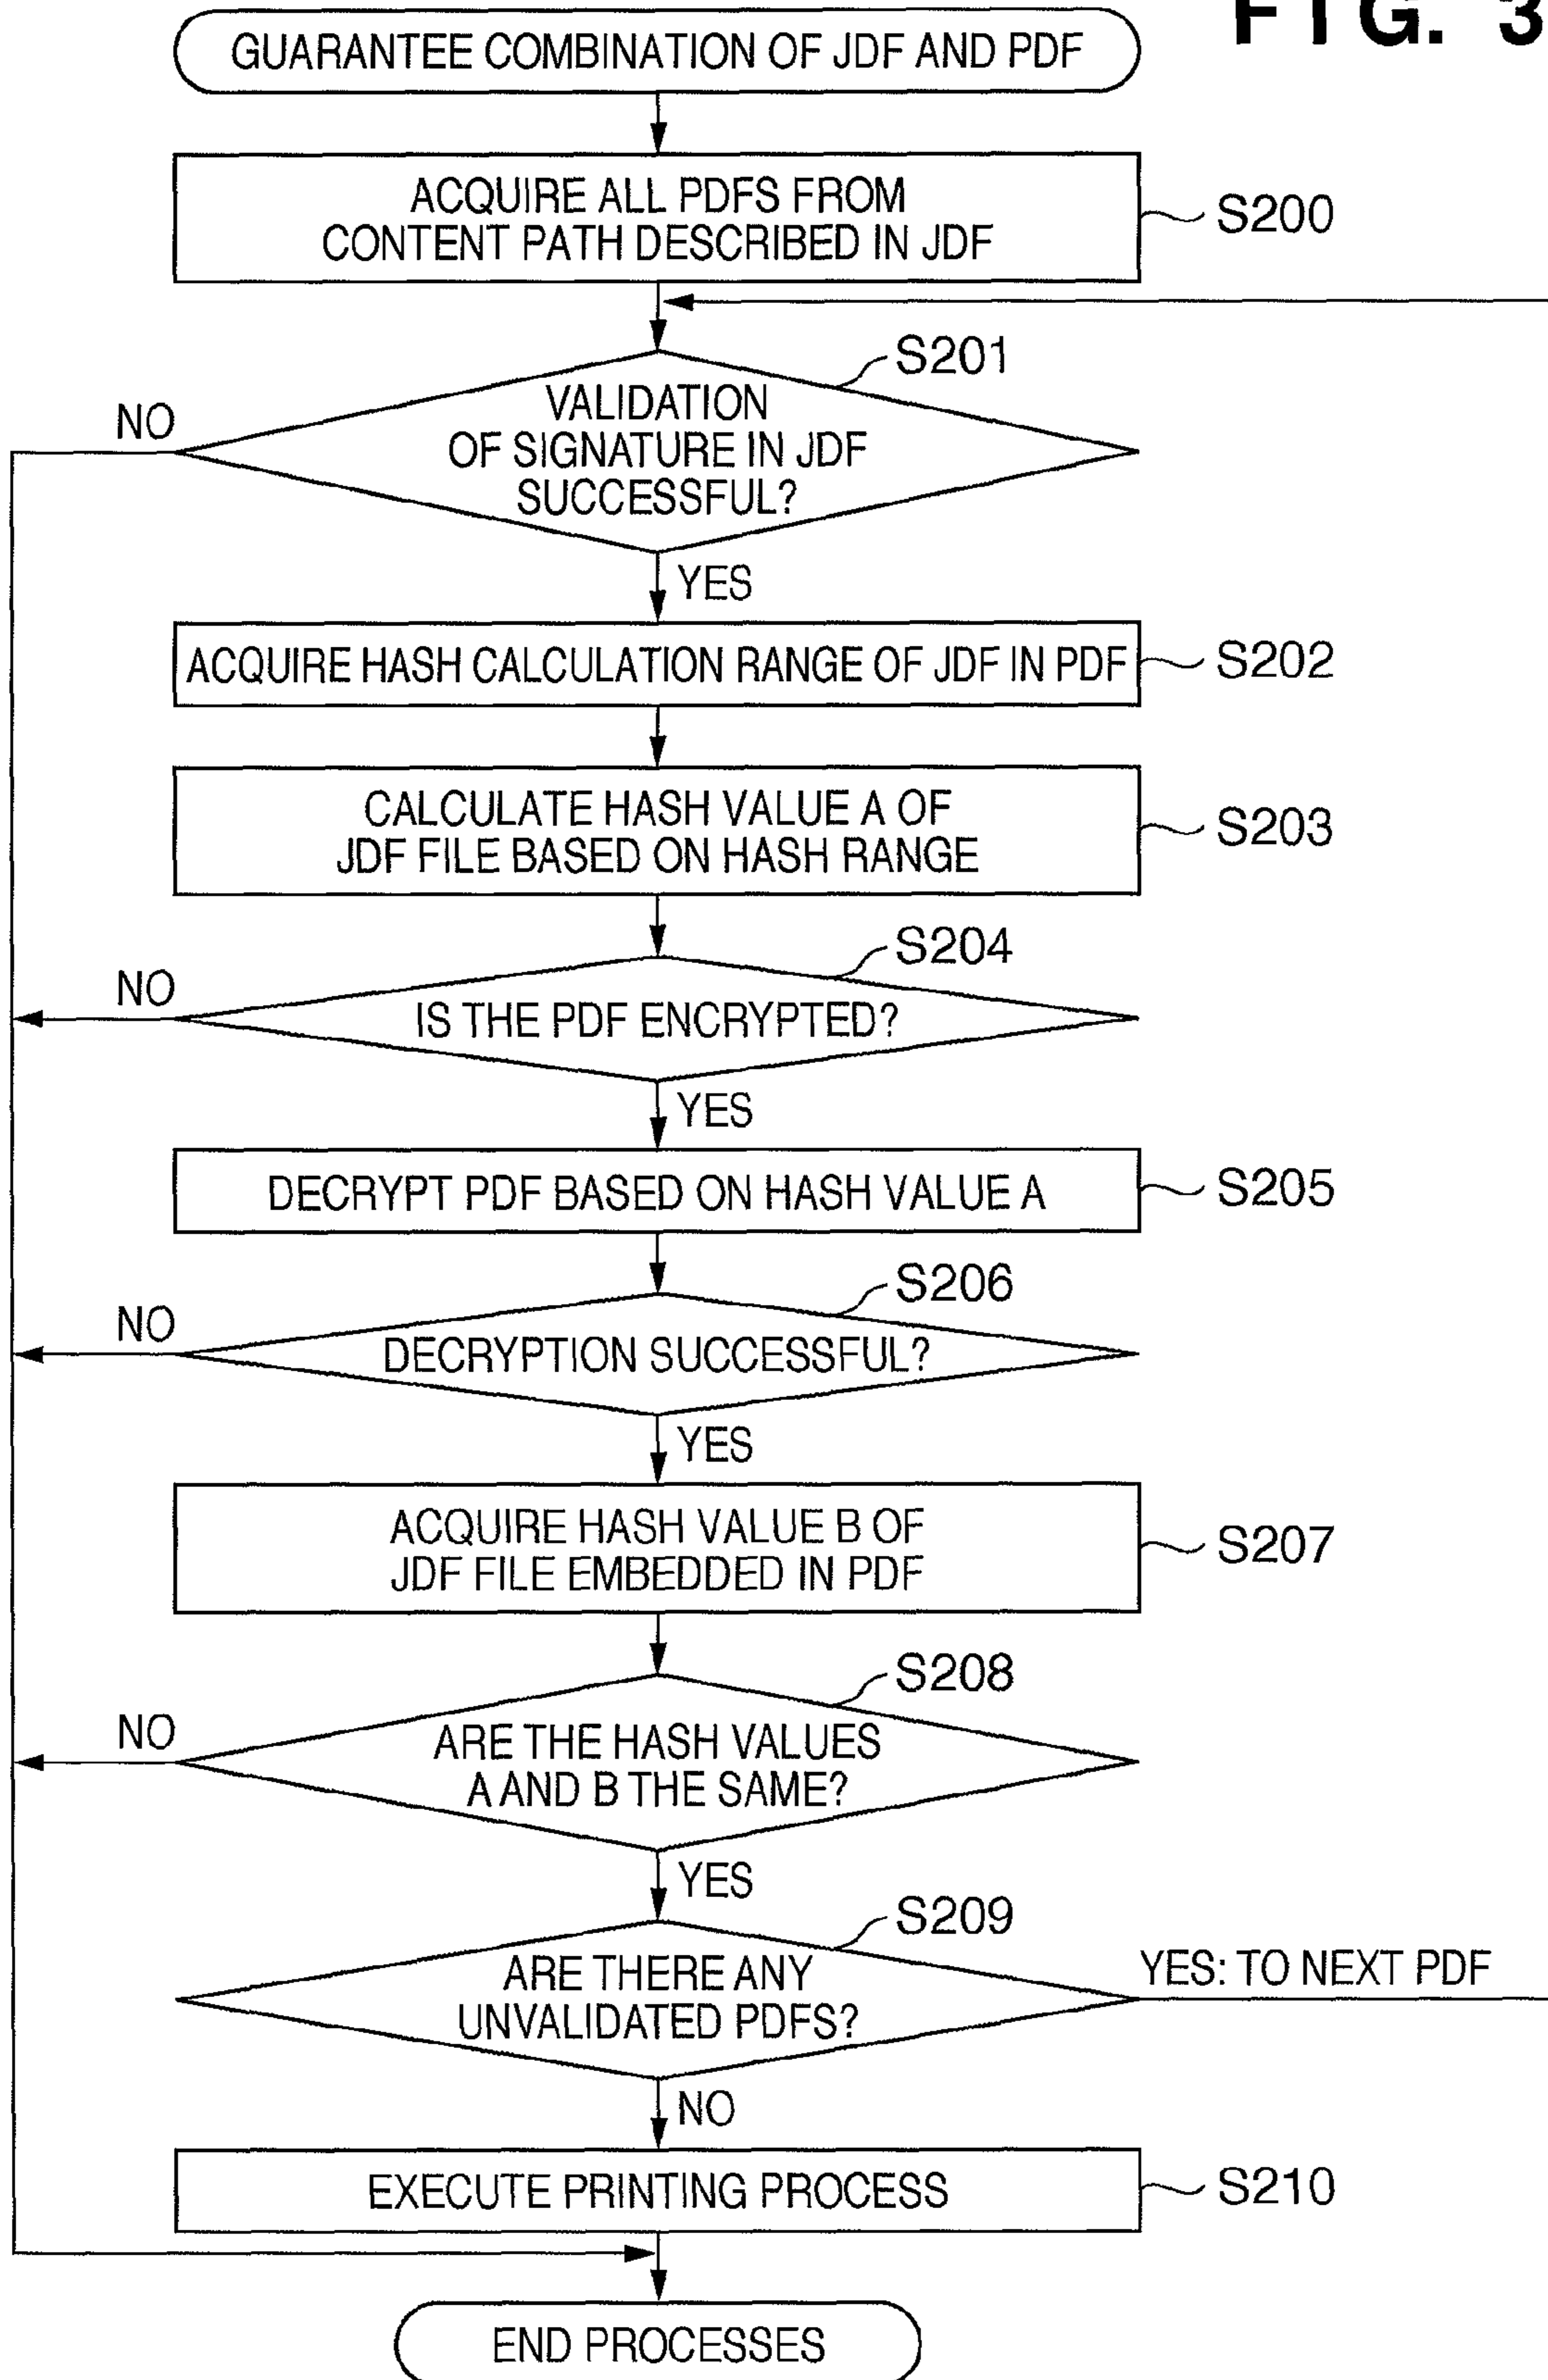 FIG. 3
GUARANTEE COMBINATION OF JDF AND PDF
ACQUIRE ALL PDFS FROM
CONTENT PATH DESCRIBED IN JDF
S200
S201
VALIDATION
OF SIGNATURE IN JDF
SUCCESSFUL?
NO
YES
ACQUIRE HASH CALCULATION RANGE OF JDF IN PDF
S202
CALCULATE HASH VALUE A OF
JDF FILE BASED ON HASH RANGE
S203
S204
NO
IS THE PDF ENCRYPTED?
YES
DECRYPT PDF BASED ON HASH VALUE A
S205
S206
NO
DECRYPTION SUCCESSFUL?
YES
ACQUIRE HASH VALUE B OF
JDF FILE EMBEDDED IN PDF
S207
S208
NO
ARE THE HASH VALUES
A AND B THE SAME?
YES
S209
ARE THERE ANY
UNVALIDATED PDFS?
YES: TO NEXT PDF
NO
EXECUTE PRINTING PROCESS
S210
END PROCESSES